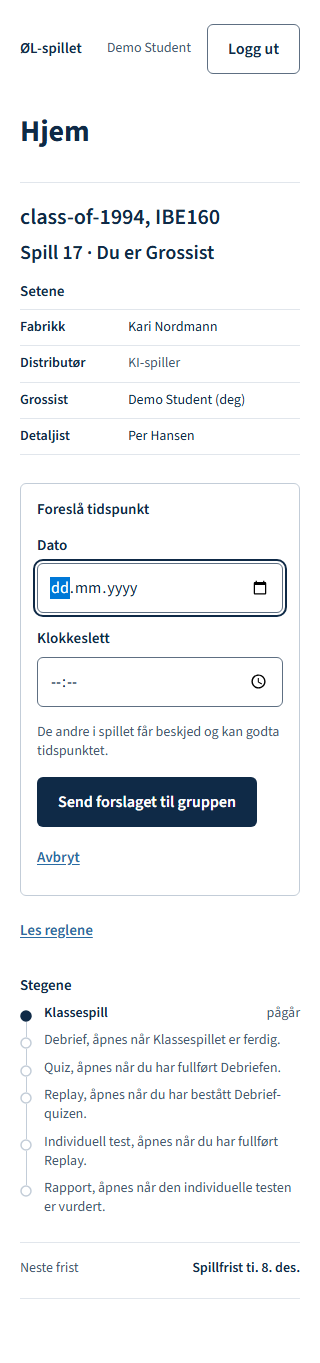 ØL-spillet Demo Student Logg ut
Hjem
class-of-1994, IBE160
Spill 17 · Du er Grossist
Setene
Fabrikk Kari Nordmann
Distributør KI-spiller
Grossist Demo Student (deg)
Detaljist Per Hansen
Foreslå tidspunkt
Dato
dd.mm.yyyy
Klokkeslett
--:--
De andre i spillet får beskjed og kan godta
tidspunktet.
Send forslaget til gruppen
Avbryt
Les reglene
Stegene
Klassespill pågår
Debrief, åpnes når Klassespillet er ferdig.
Quiz, åpnes når du har fullført Debriefen.
Replay, åpnes når du har bestått Debrief-
quizen.
Individuell test, åpnes når du har fullført
Replay.
Rapport, åpnes når den individuelle testen
er vurdert.
Neste frist Spillfrist ti. 8. des.